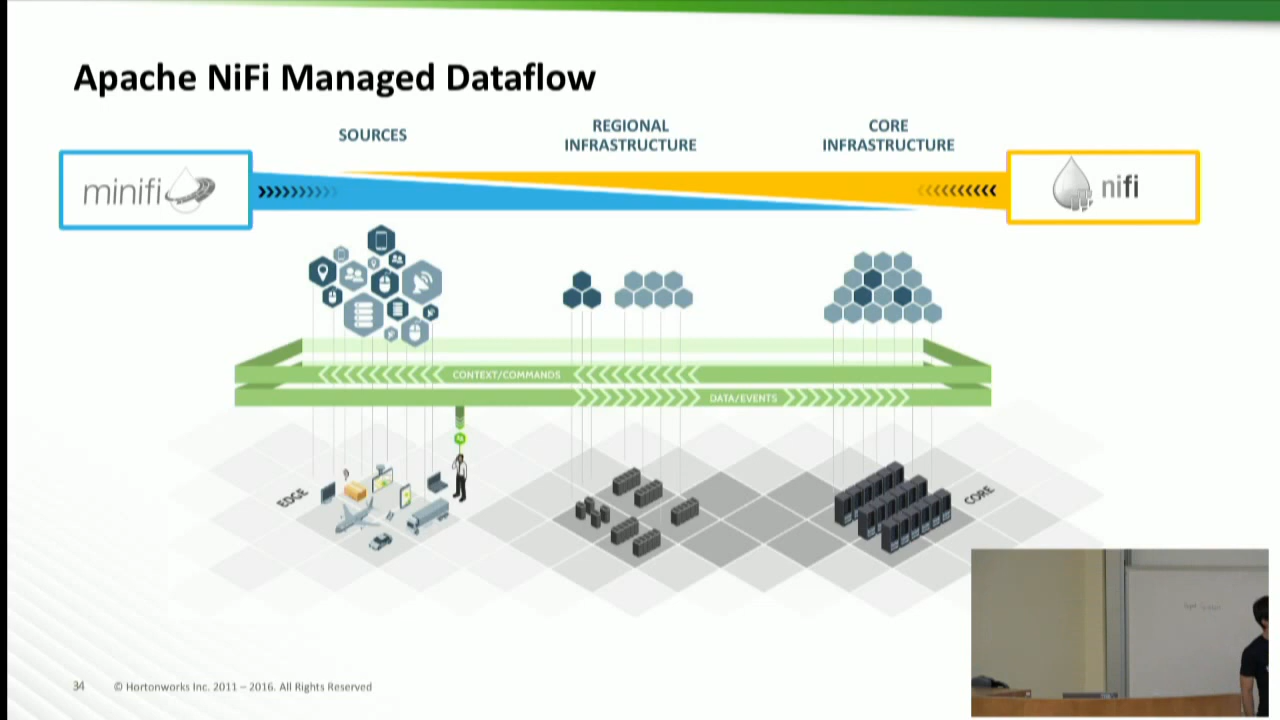 Apache NiFi Managed Dataflow
SOURCES
REGIONAL
INFRASTRUCTURE
CORE
INFRASTRUCTURE
minifi
nifi
CONTEXT/COMMANDS
DATA/EVENTS
EDGE
CORE
34
© Hortonworks Inc. 2011 – 2016. All Rights Reserved